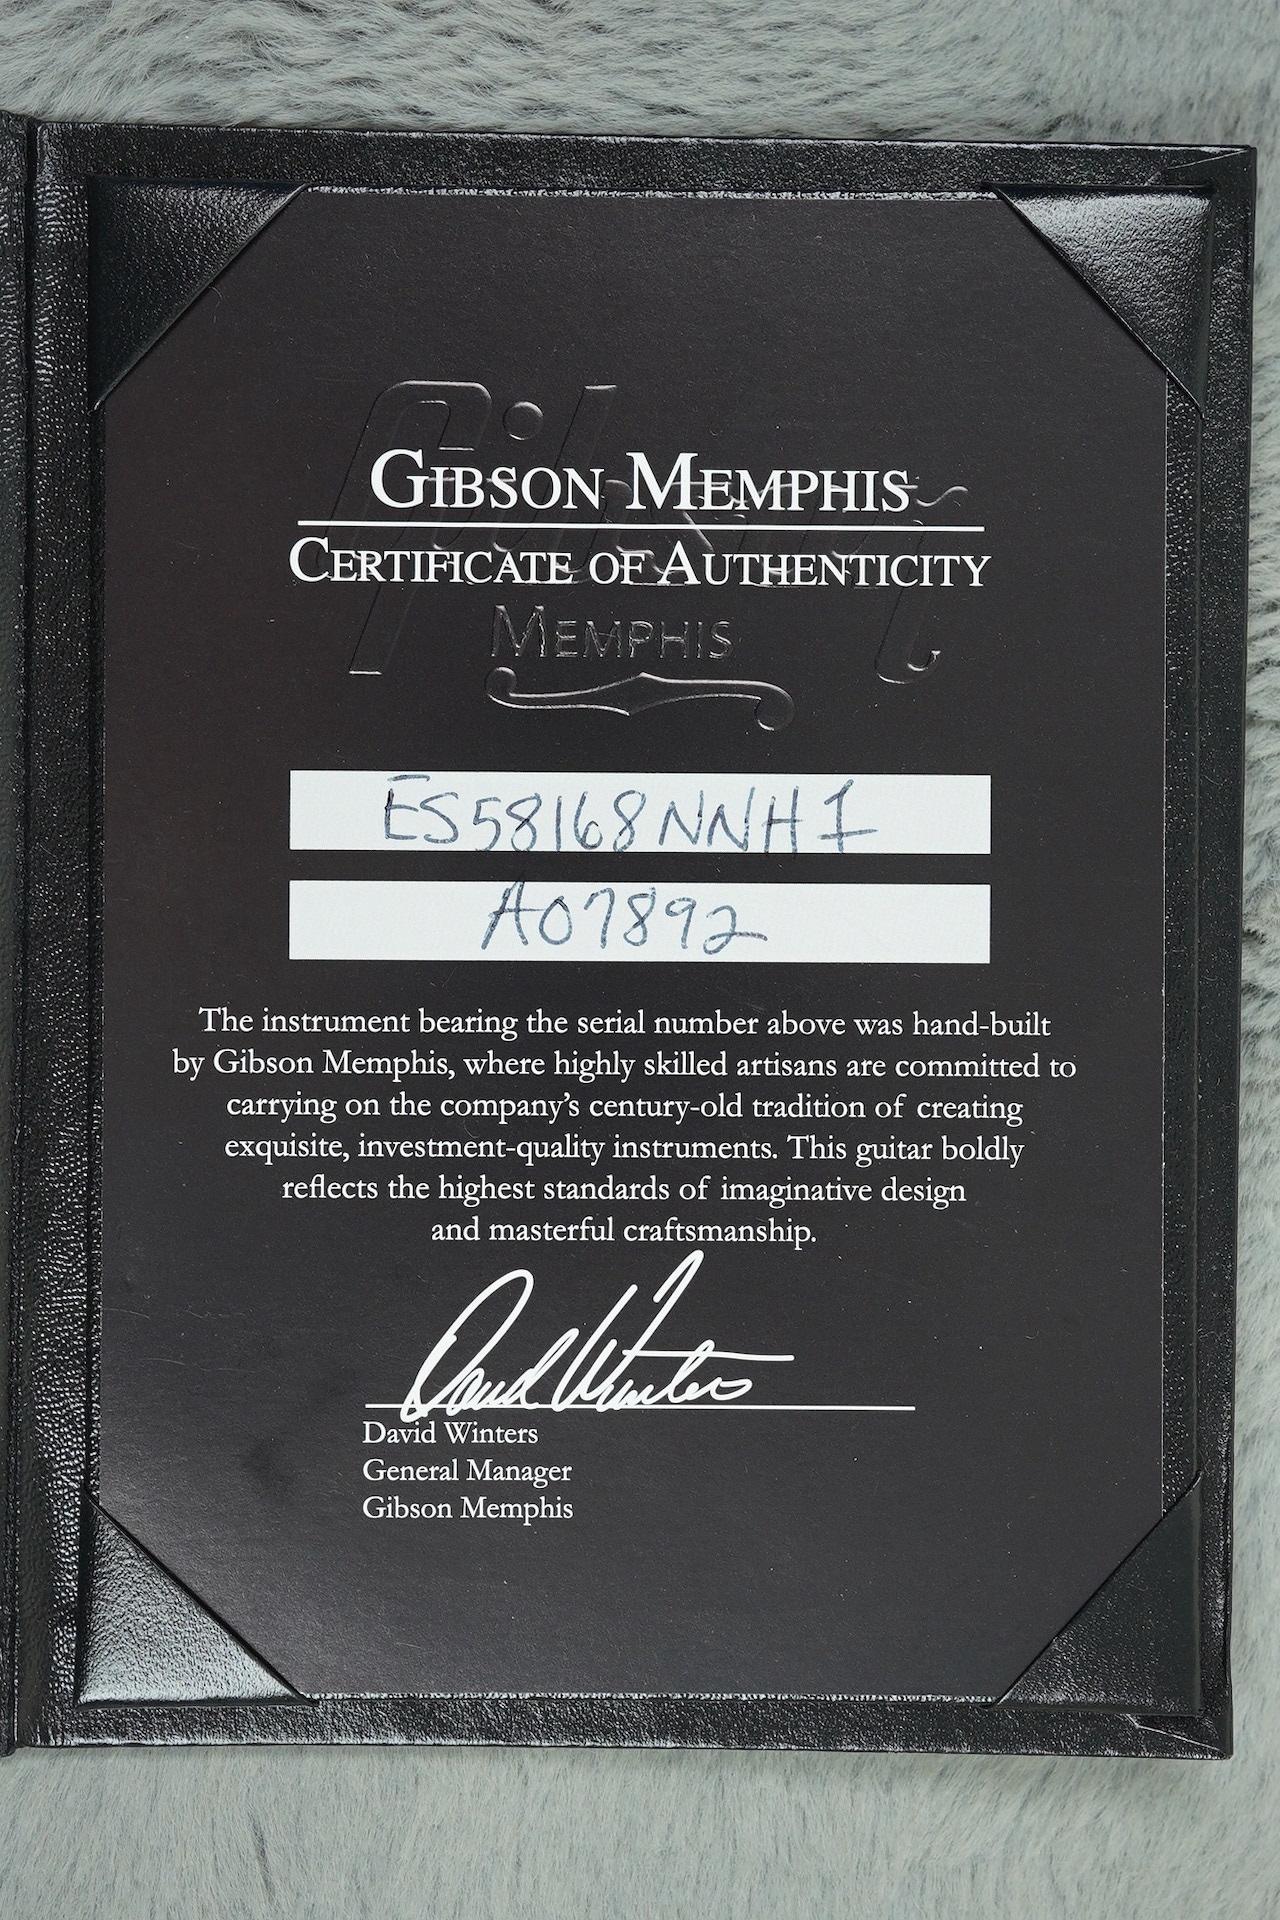 GIBSON MEMPHIS
CERTIFICATE OF AUTHENTICITY
Gibson
MEMPHIS
ES58168NNH1
A07892
The instrument bearing the serial number above was hand-built
by Gibson Memphis, where highly skilled artisans are committed to
carrying on the company's century-old tradition of creating
exquisite, investment-quality instruments. This guitar boldly
reflects the highest standards of imaginative design
and masterful craftsmanship.
David Winters
David Winters
General Manager
Gibson Memphis